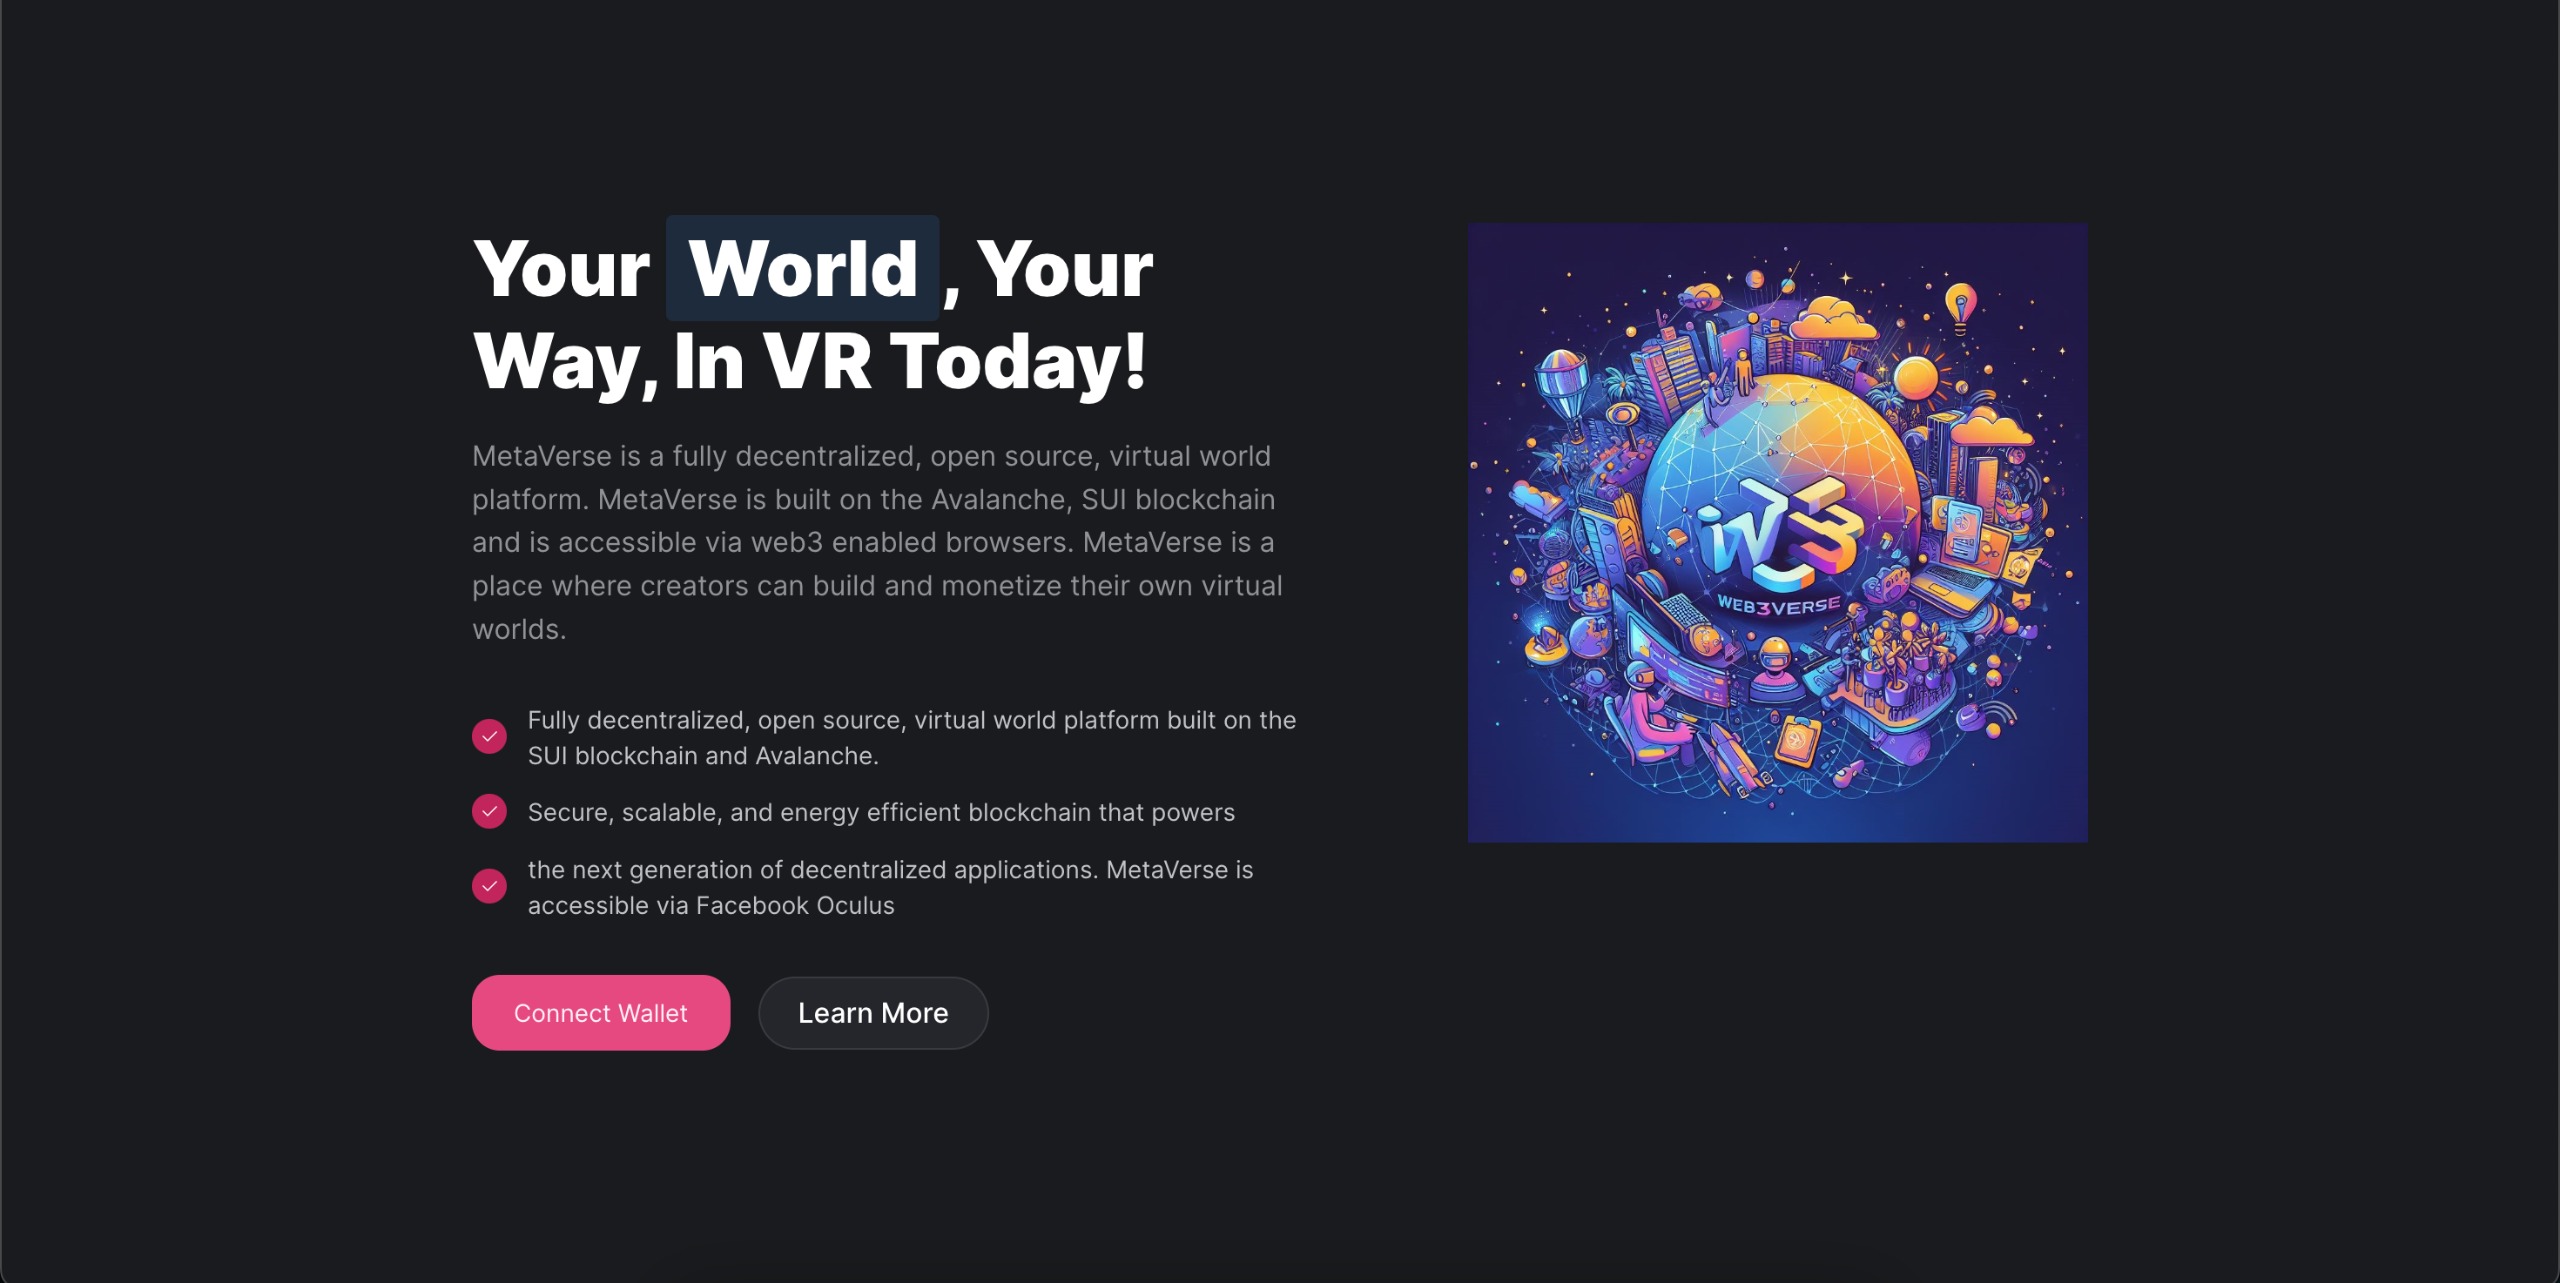 Your World , Your
Way, In VR Today!
MetaVerse is a fully decentralized, open source, virtual world
platform. MetaVerse is built on the Avalanche, SUI blockchain
and is accessible via web3 enabled browsers. MetaVerse is a
place where creators can build and monetize their own virtual
worlds.
Fully decentralized, open source, virtual world platform built on the
SUI blockchain and Avalanche.
Secure, scalable, and energy efficient blockchain that powers
the next generation of decentralized applications. MetaVerse is
accessible via Facebook Oculus
Connect Wallet
Learn More
WEB3VERSE